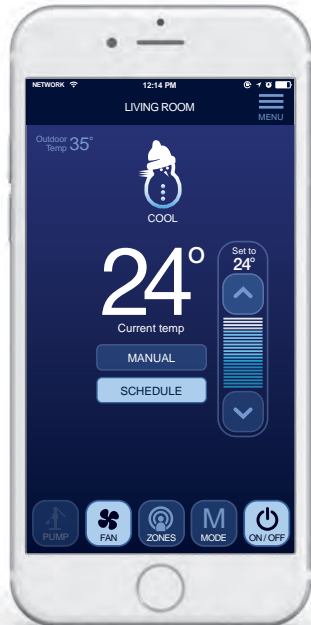 NETWORK 12:14 PM
LIVING ROOM
MENU
Outdoor
Temp 35°
COOL
24°
Current temp
Set to
24°
MANUAL
SCHEDULE
PUMP FAN ZONES M MODE ON / OFF